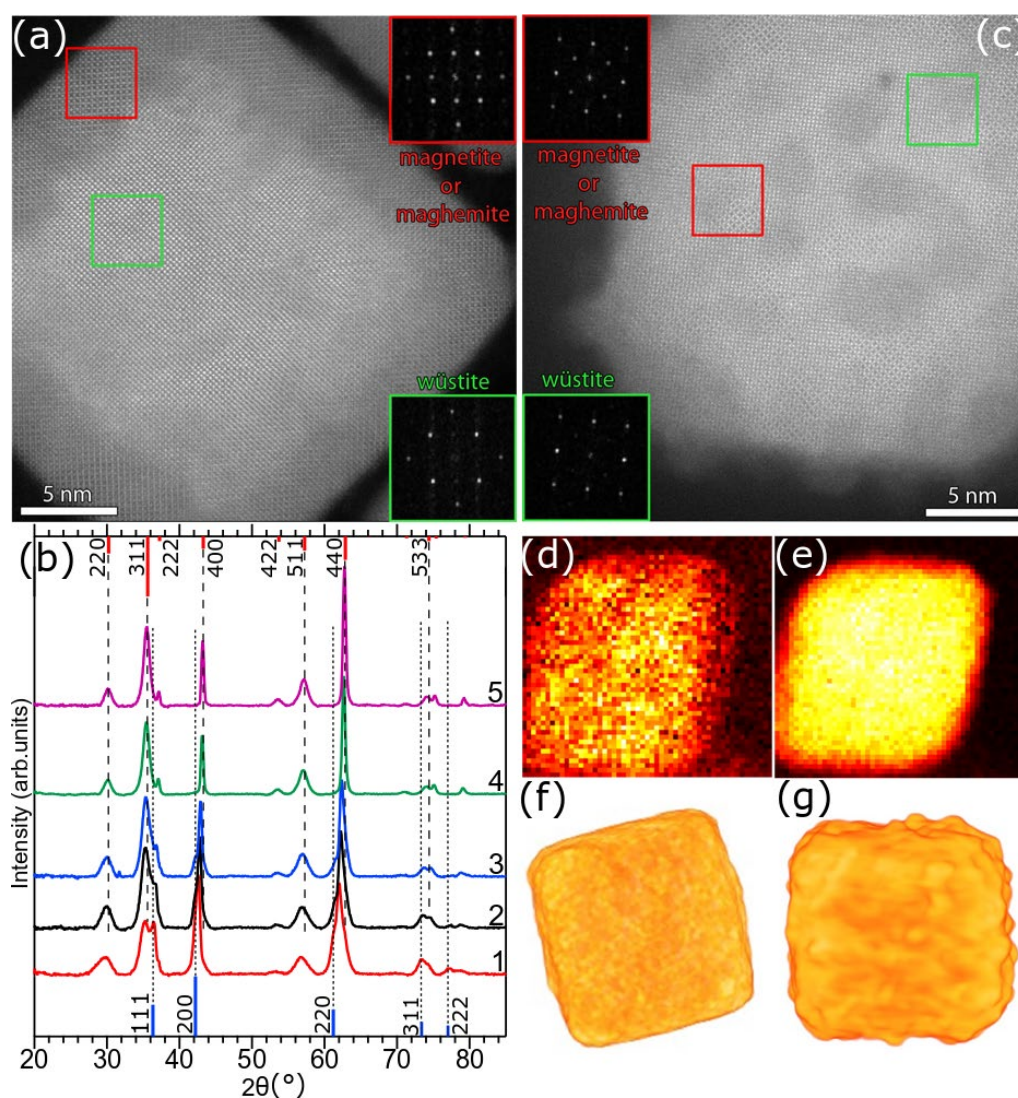 (a)
magnetite
or
maghemite
wüstite
5 nm
(c)
magnetite
or
maghemite
wüstite
5 nm
(b)
220
311
222
400
422
511
440
533
5
4
3
2
1
111
200
220
311
222
Intensity (arb.units)
20 30 40 50 60 70 80
2θ(°)
(d)
(e)
(f)
(g)